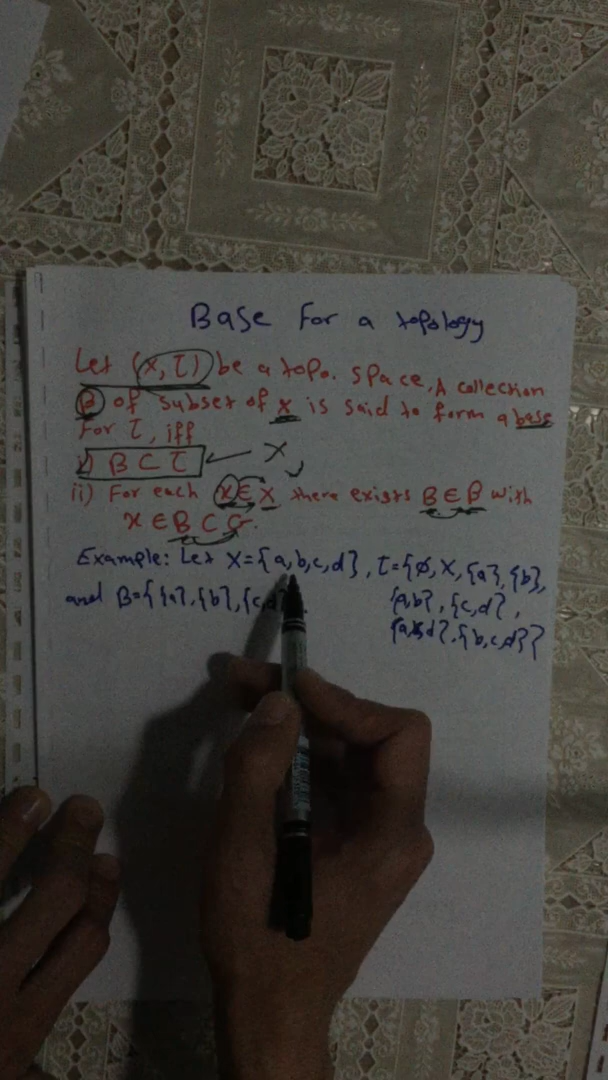 Base For a topology
Let (X, τ) be a topo. space, A collection
β of subset of X is said to form a base
For τ, iff
i) B ⊂ τ ← X
ii) For each x ∈ X there exists B ∈ β with
x ∈ B ⊂ G.
Example: Let X={a,b,c,d}, τ={ø, X, {a}, {b},
{a,b}, {c,d},
and B={{a},{b},{c,d}
d}, {b,c,d}}